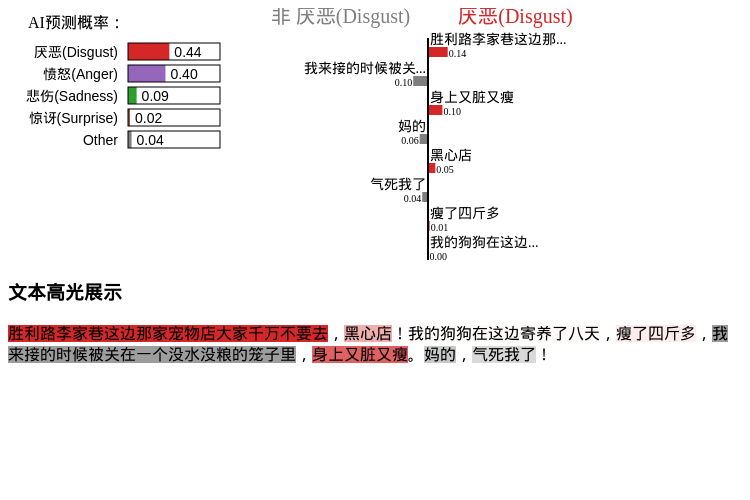 AI预测概率：
厌恶(Disgust) 0.44
愤怒(Anger) 0.40
悲伤(Sadness) 0.09
惊讶(Surprise) 0.02
Other 0.04
非 厌恶(Disgust) 厌恶(Disgust)
胜利路李家巷这边那...
0.14
我来接的时候被关...
0.10
身上又脏又瘦
0.10
妈的
0.06
黑心店
0.05
气死我了
0.04
瘦了四斤多
0.01
我的狗狗在这边...
0.00
文本高光展示
胜利路李家巷这边那家宠物店大家千万不要去，黑心店！我的狗狗在这边寄养了八天，瘦了四斤多，我
来接的时候被关在一个没水没粮的笼子里，身上又脏又瘦。妈的，气死我了！